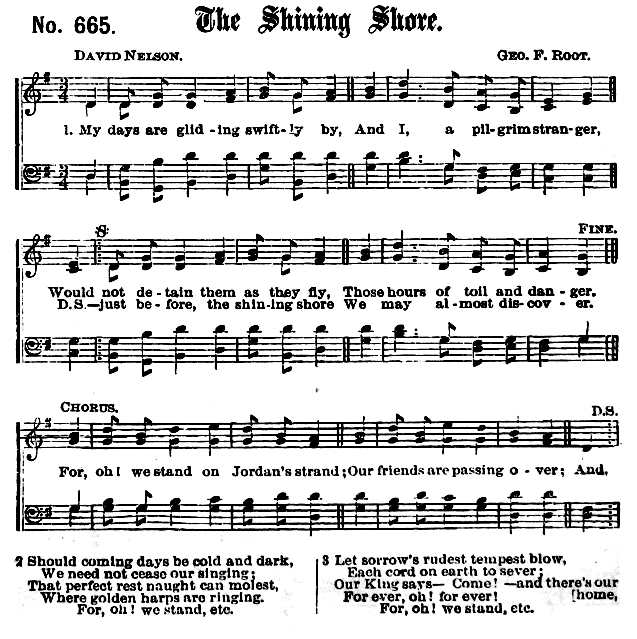 No. 665.
The Shining Shore.
DAVID NELSON.
GEO. F. ROOT.
1. My days are glid - ing swift - ly by, And I, a pil - grim stran - ger,
FINE.
Would not de - tain them as they fly, Those hours of toil and dan - ger.
D.S.—just be - fore, the shin - ing shore We may al - most dis - cov - er.
CHORUS.
D.S.
For, oh! we stand on Jordan's strand; Our friends are passing o - ver; And,
2 Should coming days be cold and dark,
We need not cease our singing;
That perfect rest naught can molest,
Where golden harps are ringing.
For, oh! we stand, etc.
3 Let sorrow's rudest tempest blow,
Each cord on earth to sever;
Our King says— Come! —and there's our
For ever, oh! for ever! [home,
For, oh! we stand, etc.